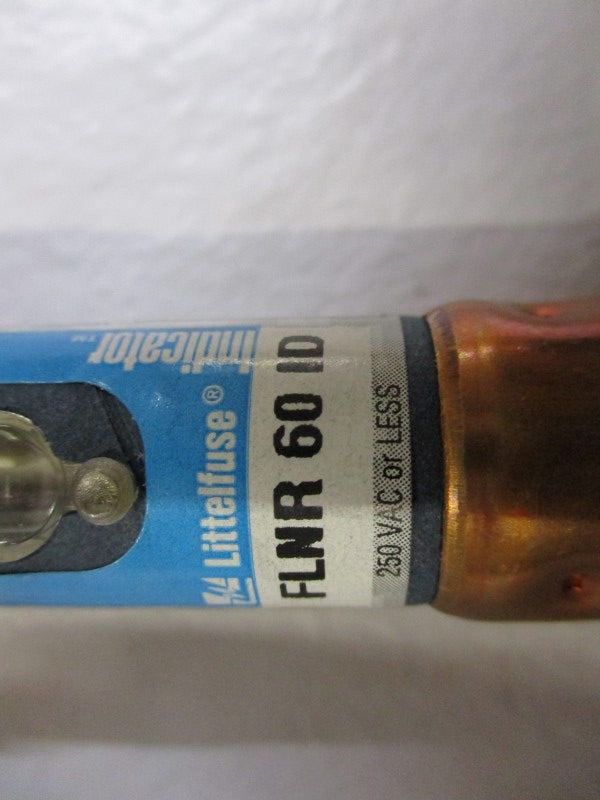 Indicator™
Littelfuse®
FLNR 60 ID
250 VAC or LESS